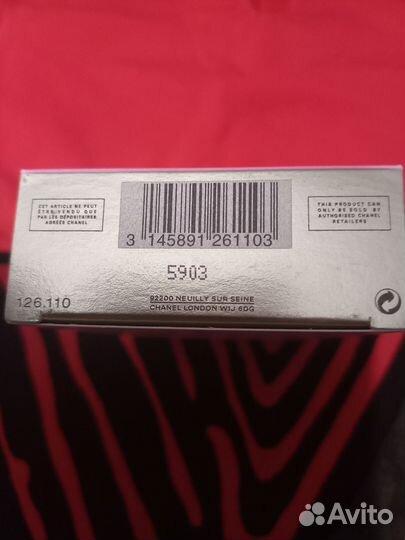 CET ARTICLE NE PEUT
ÊTRE VENDU QUE
PAR LES DÉPOSITAIRES
AGRÉÉS CHANEL
THIS PRODUCT CAN
ONLY BE SOLD BY
AUTHORISED CHANEL
RETAILERS
3 145891 261103
5903
126.110
92200 NEUILLY SUR SEINE
CHANEL LONDON W1J 6DG
Avito